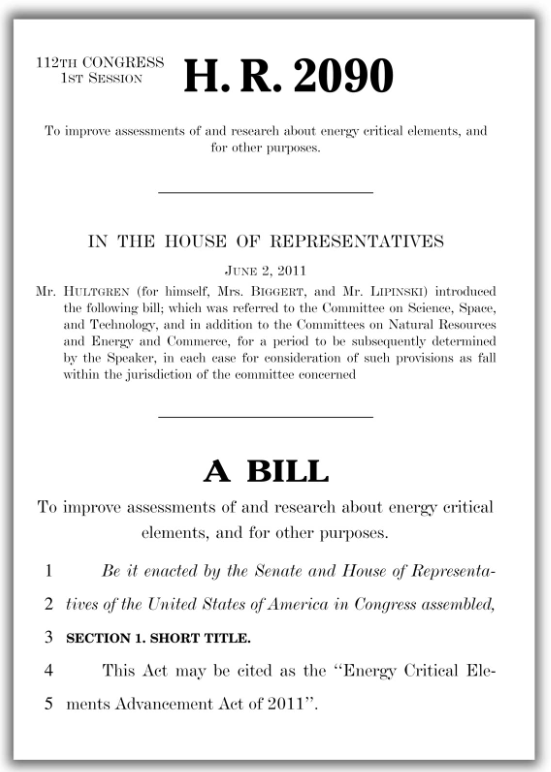 112TH CONGRESS
1ST SESSION
H. R. 2090
To improve assessments of and research about energy critical elements, and
for other purposes.
IN THE HOUSE OF REPRESENTATIVES
JUNE 2, 2011
Mr. HULTGREN (for himself, Mrs. BIGGERT, and Mr. LIPINSKI) introduced
the following bill; which was referred to the Committee on Science, Space,
and Technology, and in addition to the Committees on Natural Resources
and Energy and Commerce, for a period to be subsequently determined
by the Speaker, in each case for consideration of such provisions as fall
within the jurisdiction of the committee concerned
A BILL
To improve assessments of and research about energy critical
elements, and for other purposes.
1 Be it enacted by the Senate and House of Representa-
2 tives of the United States of America in Congress assembled,
3 SECTION 1. SHORT TITLE.
4 This Act may be cited as the “Energy Critical Ele-
5 ments Advancement Act of 2011”.